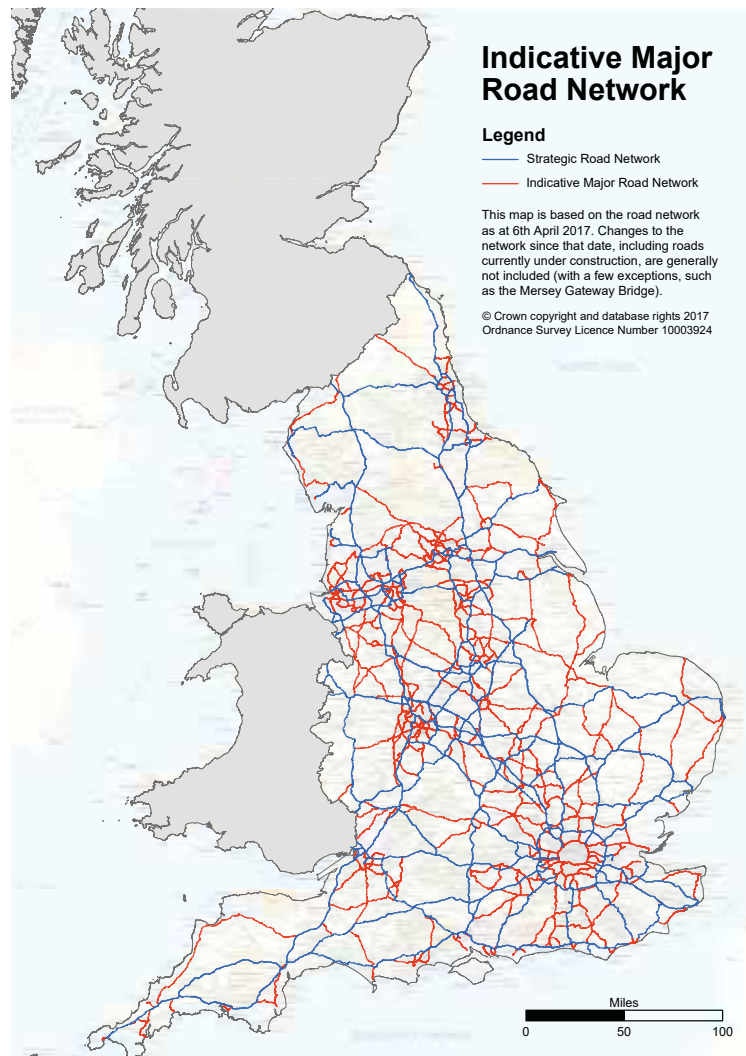 Indicative Major
Road Network
Legend
Strategic Road Network
Indicative Major Road Network
This map is based on the road network
as at 6th April 2017. Changes to the
network since that date, including roads
currently under construction, are generally
not included (with a few exceptions, such
as the Mersey Gateway Bridge).
© Crown copyright and database rights 2017
Ordnance Survey Licence Number 10003924
Miles
0 50 100